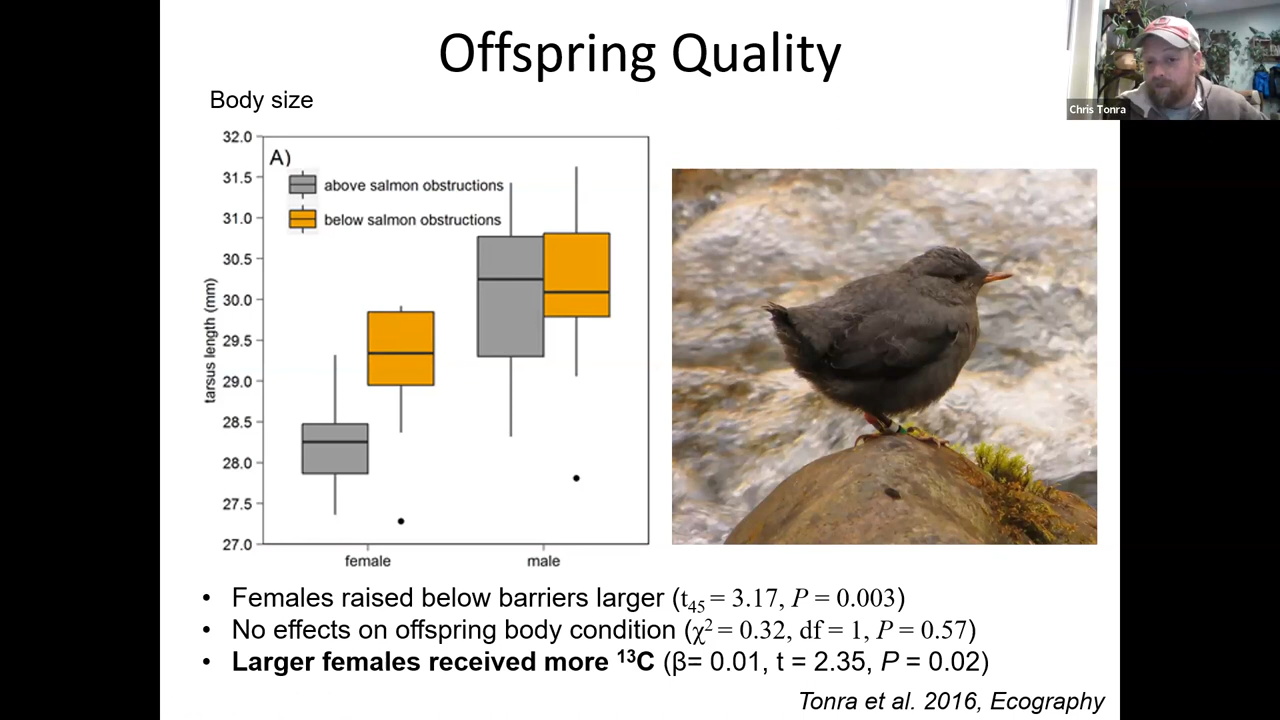 Offspring Quality
Body size
Chris Tonra
A)
above salmon obstructions
below salmon obstructions
tarsus length (mm)
32.0
31.5
31.0
30.5
30.0
29.5
29.0
28.5
28.0
27.5
27.0
female
male
• Females raised below barriers larger (t₄₅ = 3.17, P = 0.003)
• No effects on offspring body condition (χ² = 0.32, df = 1, P = 0.57)
• Larger females received more ¹³C (β= 0.01, t = 2.35, P = 0.02)
Tonra et al. 2016, Ecography